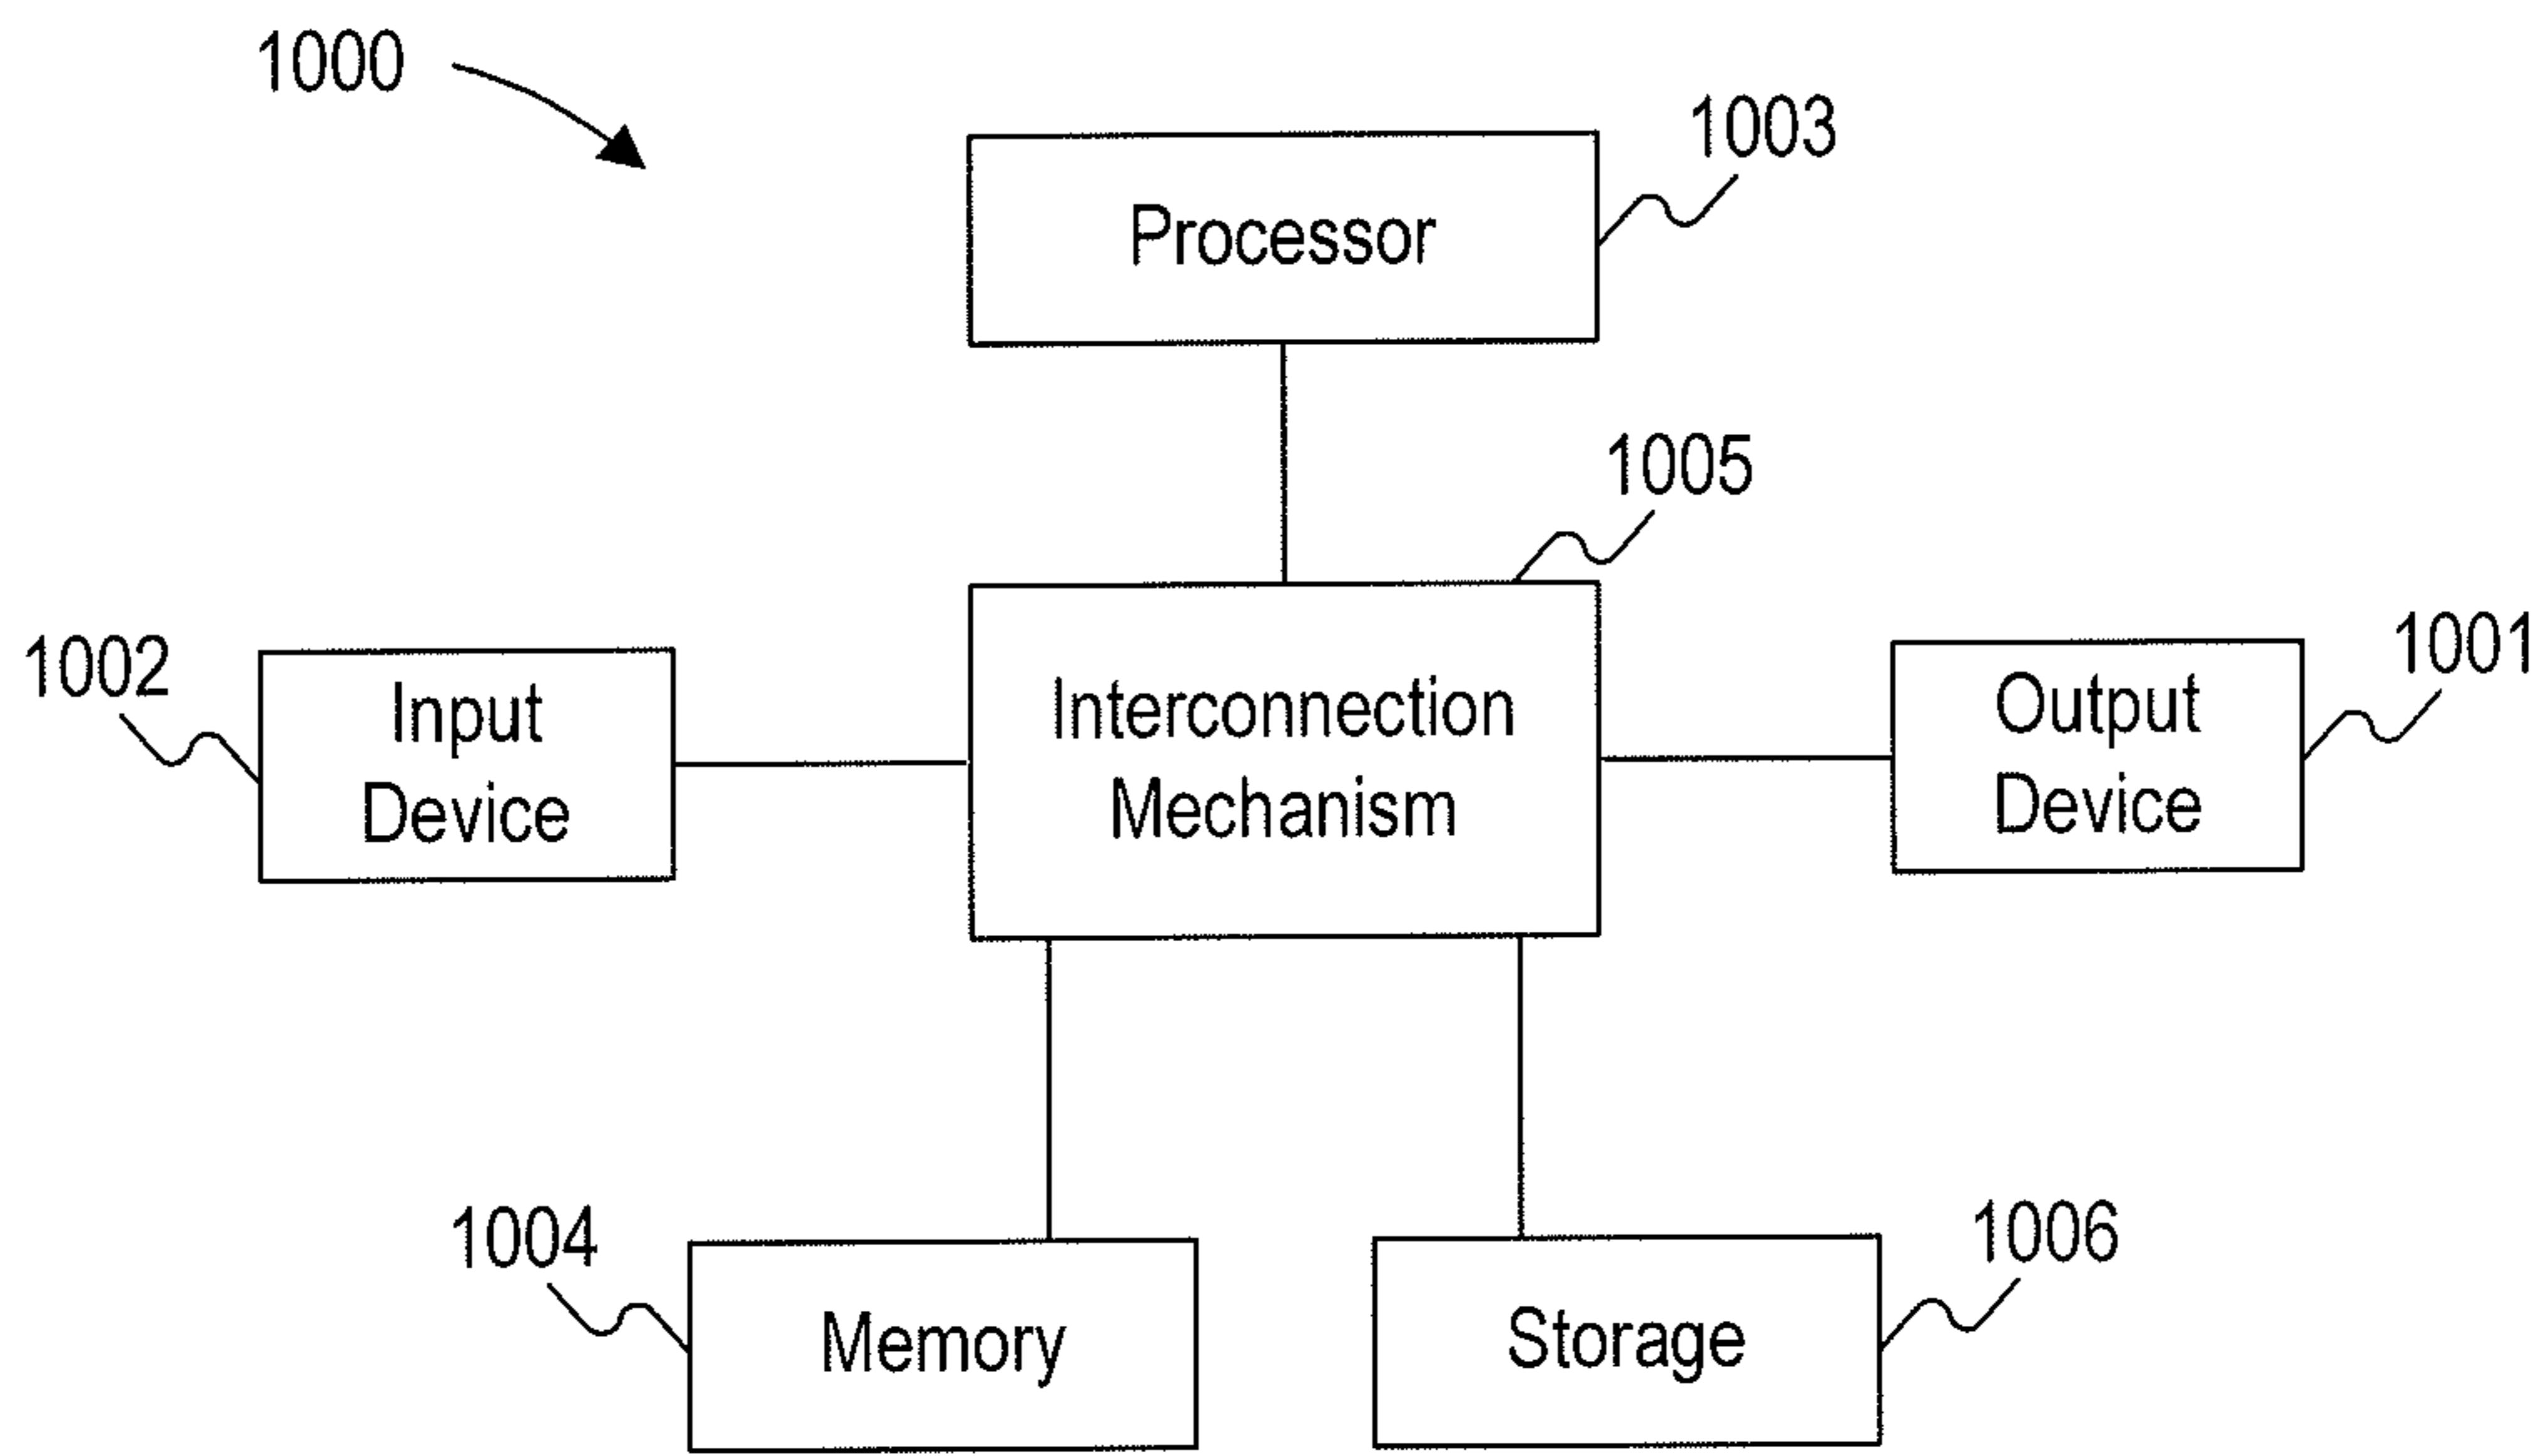 1000
1003
Processor
1005
1002
Input
Device
Interconnection
Mechanism
1001
Output
Device
1004
Memory
1006
Storage